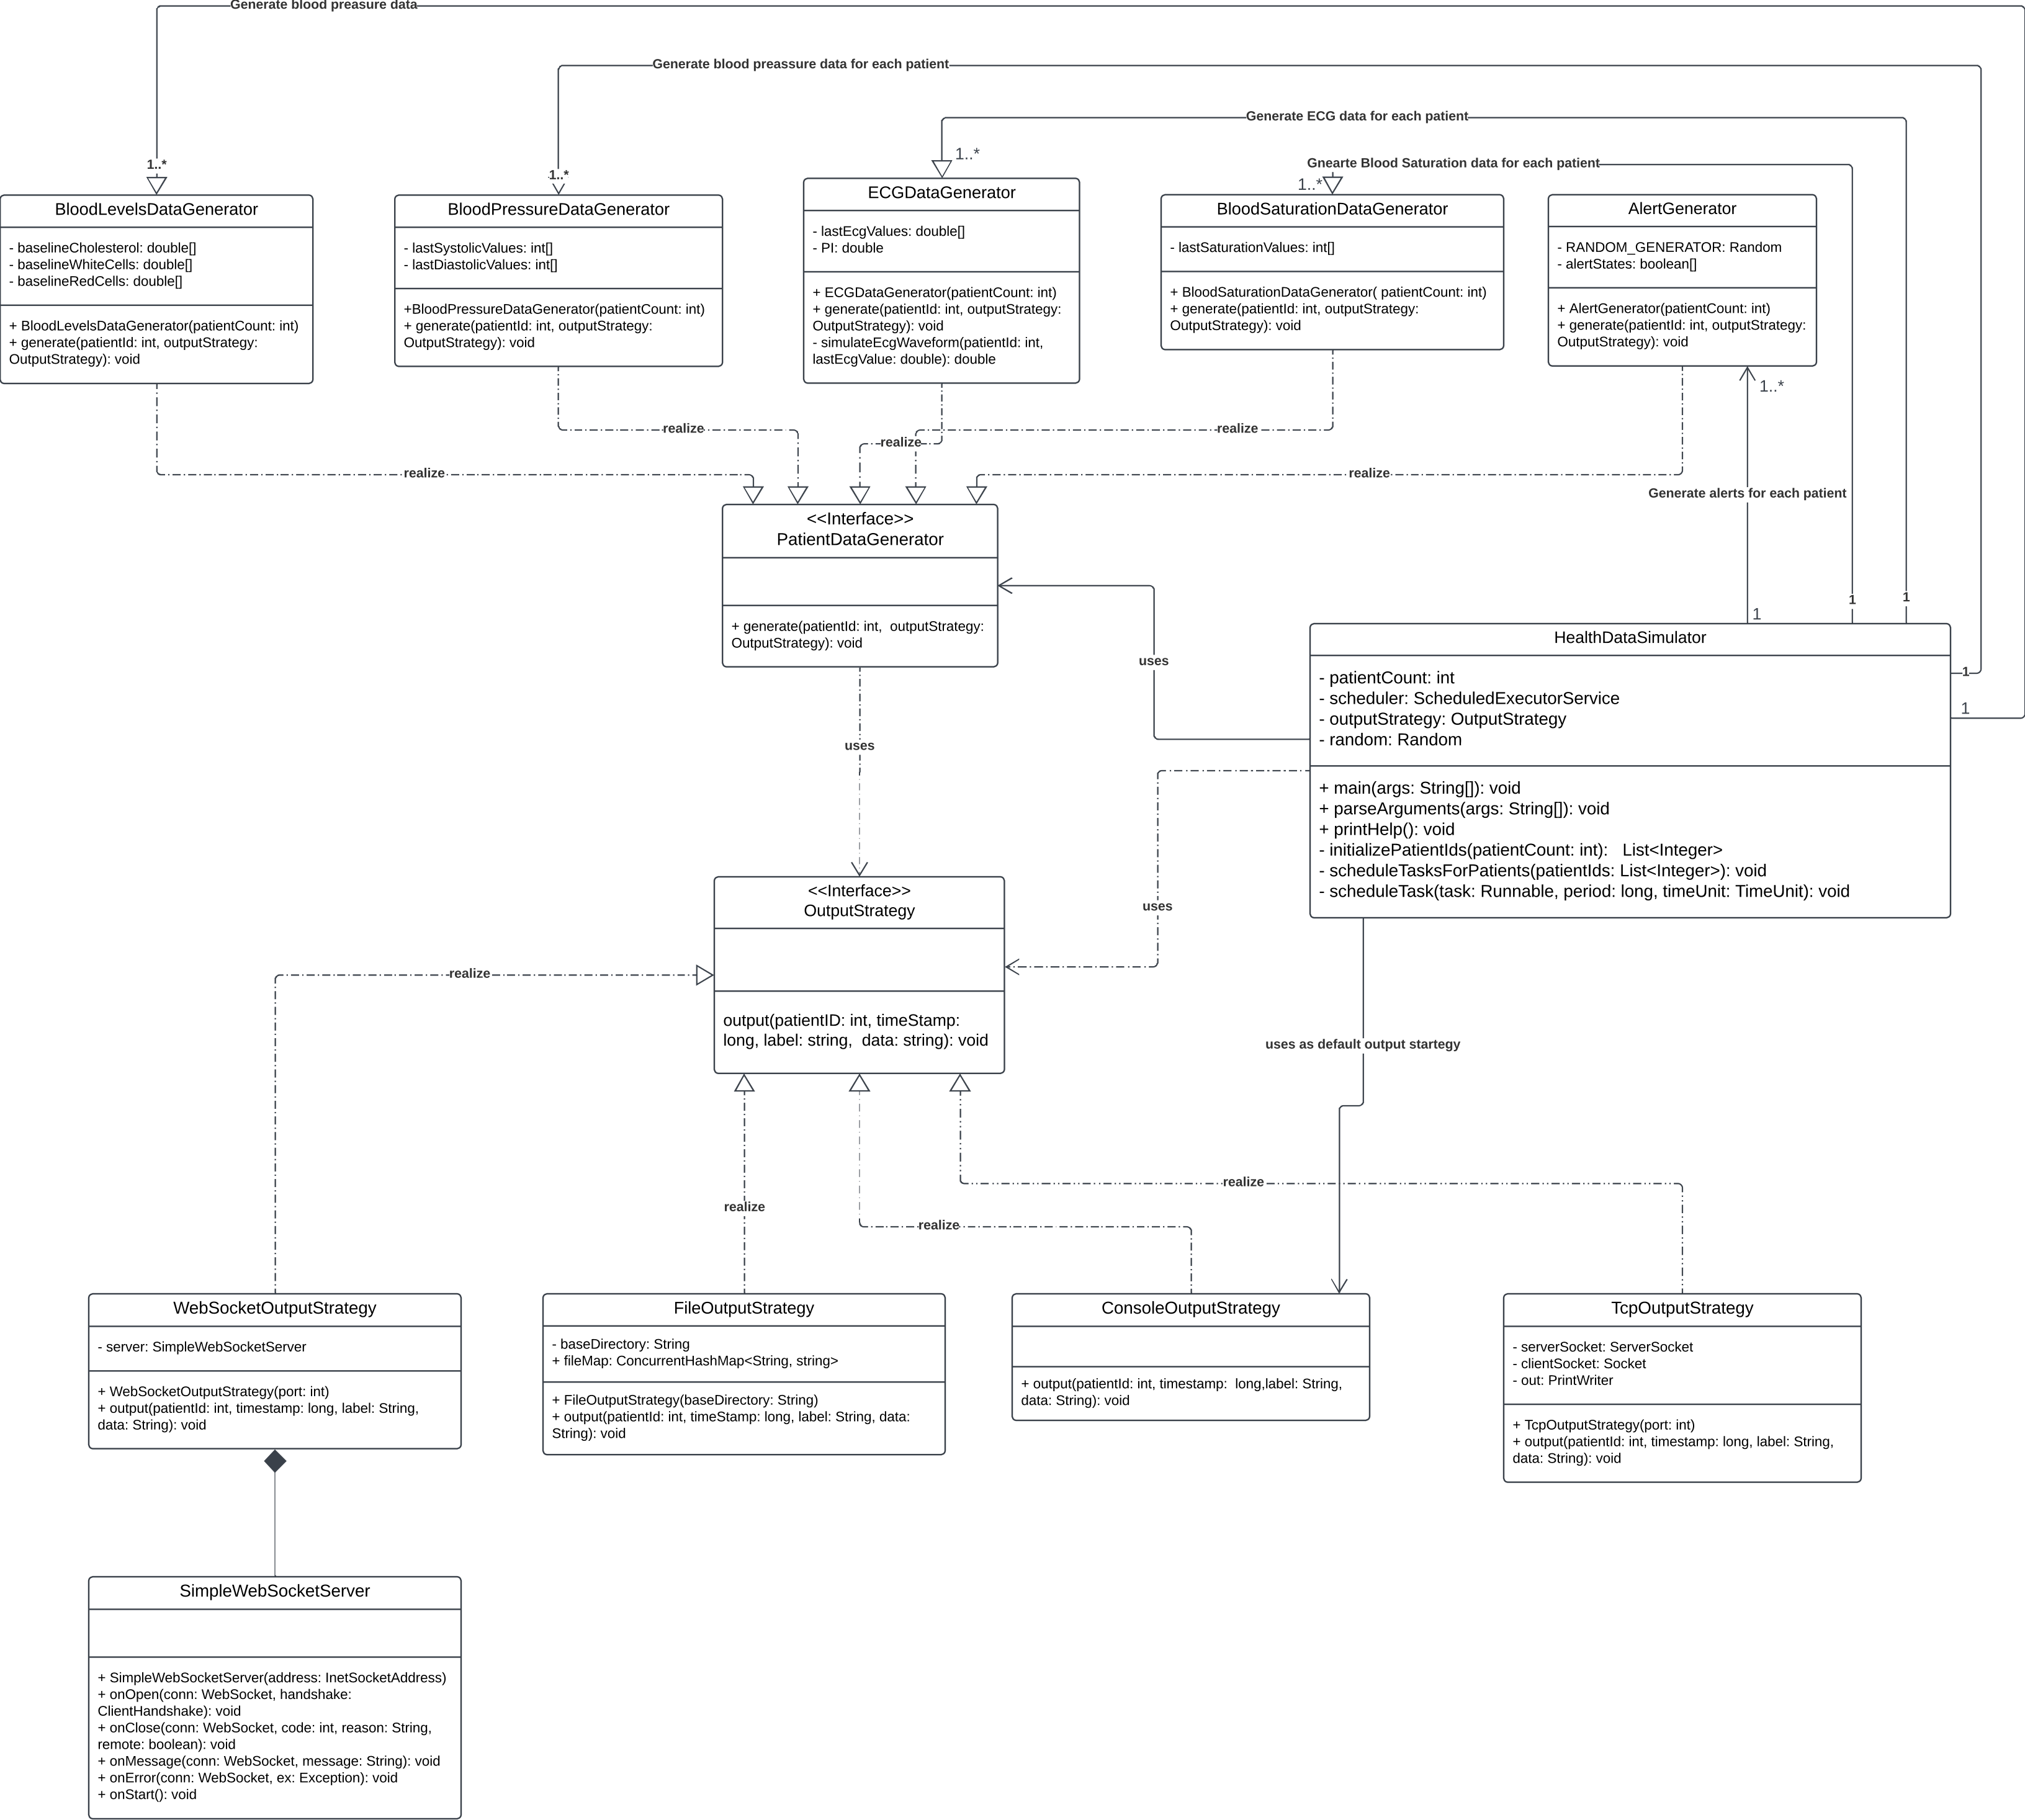 Generate blood preasure data
Generate blood preassure data for each patient
Generate ECG data for each patient
1..*
Gnearte Blood Saturation data for each patient
1..*
1..*
1..*
BloodLevelsDataGenerator
- baselineCholesterol: double[]
- baselineWhiteCells: double[]
- baselineRedCells: double[]
+ BloodLevelsDataGenerator(patientCount: int)
+ generate(patientId: int, outputStrategy:
OutputStrategy): void
BloodPressureDataGenerator
- lastSystolicValues: int[]
- lastDiastolicValues: int[]
+BloodPressureDataGenerator(patientCount: int)
+ generate(patientId: int, outputStrategy:
OutputStrategy): void
ECGDataGenerator
- lastEcgValues: double[]
- PI: double
+ ECGDataGenerator(patientCount: int)
+ generate(patientId: int, outputStrategy:
OutputStrategy): void
- simulateEcgWaveform(patientId: int,
lastEcgValue: double): double
BloodSaturationDataGenerator
- lastSaturationValues: int[]
+ BloodSaturationDataGenerator( patientCount: int)
+ generate(patientId: int, outputStrategy:
OutputStrategy): void
AlertGenerator
- RANDOM_GENERATOR: Random
- alertStates: boolean[]
+ AlertGenerator(patientCount: int)
+ generate(patientId: int, outputStrategy:
OutputStrategy): void
1..*
realize
realize
realize
realize
realize
Generate alerts for each patient
<<Interface>>
PatientDataGenerator
+ generate(patientId: int,  outputStrategy:
OutputStrategy): void
1
1
1
1
1
uses
HealthDataSimulator
- patientCount: int
- scheduler: ScheduledExecutorService
- outputStrategy: OutputStrategy
- random: Random
+ main(args: String[]): void
+ parseArguments(args: String[]): void
+ printHelp(): void
- initializePatientIds(patientCount: int):   List<Integer>
- scheduleTasksForPatients(patientIds: List<Integer>): void
- scheduleTask(task: Runnable, period: long, timeUnit: TimeUnit): void
uses
<<Interface>>
OutputStrategy
output(patientID: int, timeStamp:
long, label: string,  data: string): void
uses
realize
uses as default output startegy
realize
realize
realize
WebSocketOutputStrategy
- server: SimpleWebSocketServer
+ WebSocketOutputStrategy(port: int)
+ output(patientId: int, timestamp: long, label: String,
data: String): void
FileOutputStrategy
- baseDirectory: String
+ fileMap: ConcurrentHashMap<String, string>
+ FileOutputStrategy(baseDirectory: String)
+ output(patientId: int, timeStamp: long, label: String, data:
String): void
ConsoleOutputStrategy
+ output(patientId: int, timestamp:  long,label: String,
data: String): void
TcpOutputStrategy
- serverSocket: ServerSocket
- clientSocket: Socket
- out: PrintWriter
+ TcpOutputStrategy(port: int)
+ output(patientId: int, timestamp: long, label: String,
data: String): void
SimpleWebSocketServer
+ SimpleWebSocketServer(address: InetSocketAddress)
+ onOpen(conn: WebSocket, handshake:
ClientHandshake): void
+ onClose(conn: WebSocket, code: int, reason: String,
remote: boolean): void
+ onMessage(conn: WebSocket, message: String): void
+ onError(conn: WebSocket, ex: Exception): void
+ onStart(): void